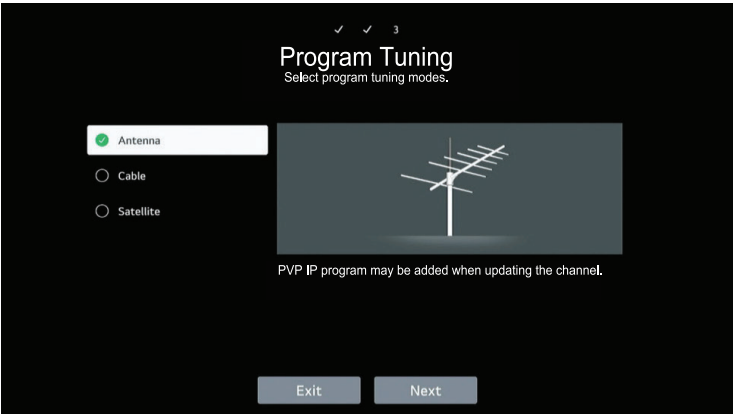 3
Program Tuning
Select program tuning modes.
Antenna
Cable
Satellite
PVP IP program may be added when updating the channel.
Exit
Next